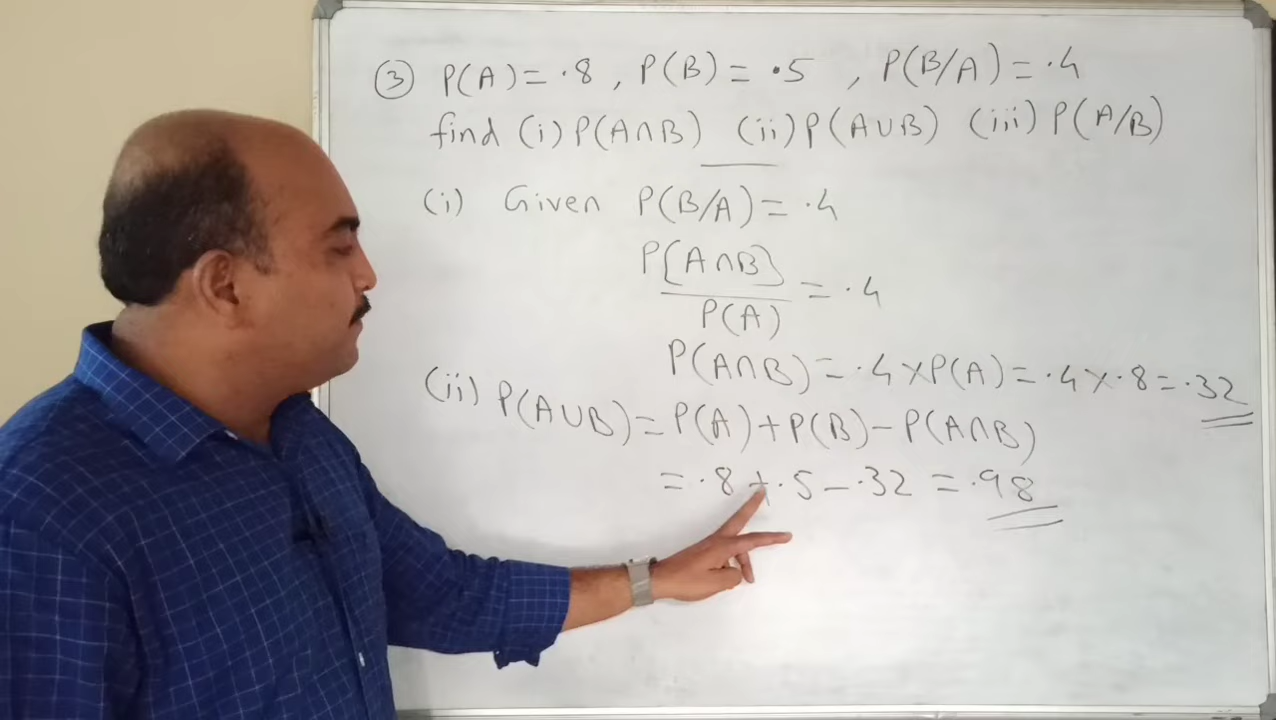 ③ P(A) = .8 , P(B) = .5 , P(B/A) = .4
find (i) P(A∩B) (ii) P(A∪B) (iii) P(A/B)
(i) Given P(B/A) = .4
P[A∩B]
———— = .4
P(A)
P(A∩B) = .4 × P(A) = .4 × .8 = .32
(ii) P(A∪B) = P(A) + P(B) − P(A∩B)
= .8 + .5 − .32 = .98